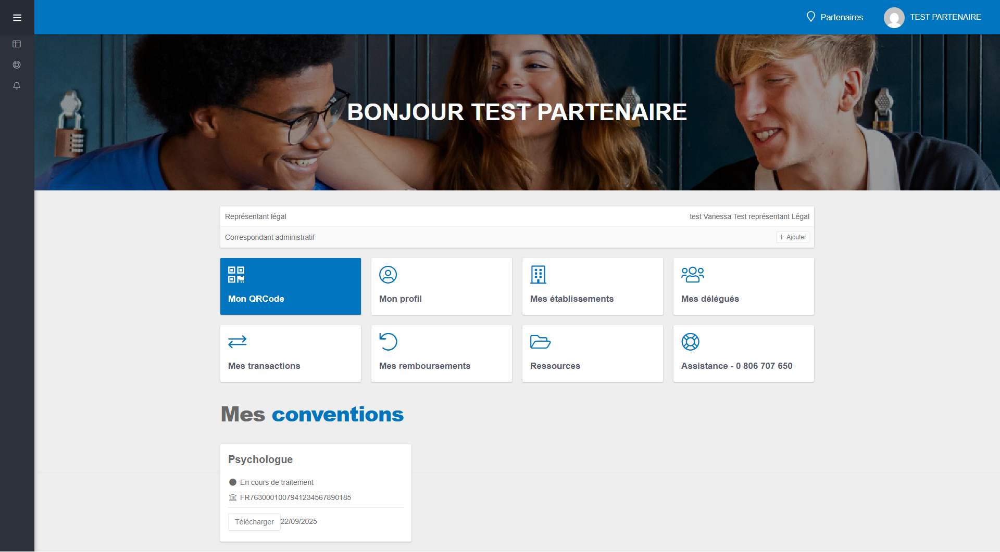 Partenaires
TEST PARTENAIRE
BONJOUR TEST PARTENAIRE
Représentant légal
test Vanessa Test représentant Légal
Correspondant administratif
+ Ajouter
Mon QRCode
Mon profil
Mes établissements
Mes délégués
Mes transactions
Mes remboursements
Ressources
Assistance - 0 806 707 650
Mes conventions
Psychologue
En cours de traitement
FR7630001007941234567890185
Télécharger 22/09/2025